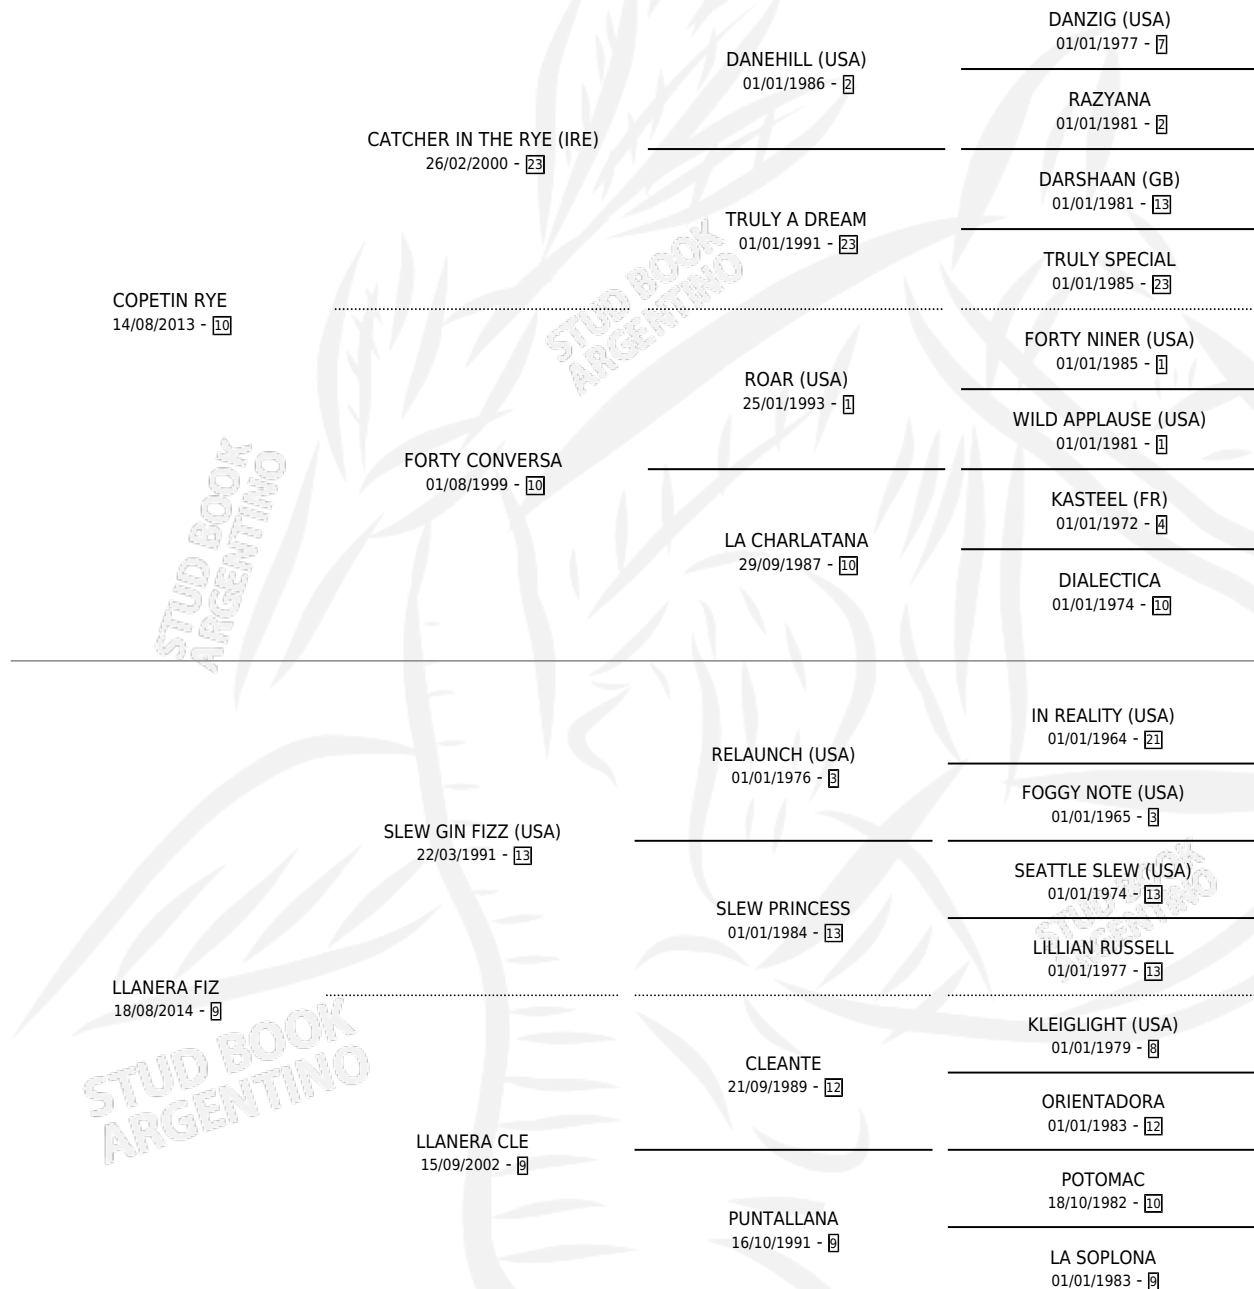 DANZIG (USA)
01/01/1977 - 7
DANEHILL (USA)
01/01/1986 - 2
RAZYANA
01/01/1981 - 2
CATCHER IN THE RYE (IRE)
26/02/2000 - 23
DARSHAAN (GB)
01/01/1981 - 13
TRULY A DREAM
01/01/1991 - 23
TRULY SPECIAL
01/01/1985 - 23
COPETIN RYE
14/08/2013 - 10
FORTY NINER (USA)
01/01/1985 - 1
ROAR (USA)
25/01/1993 - 1
WILD APPLAUSE (USA)
01/01/1981 - 1
FORTY CONVERSA
01/08/1999 - 10
KASTEEL (FR)
01/01/1972 - 4
LA CHARLATANA
29/09/1987 - 10
DIALECTICA
01/01/1974 - 10
IN REALITY (USA)
01/01/1964 - 21
RELAUNCH (USA)
01/01/1976 - 3
FOGGY NOTE (USA)
01/01/1965 - 3
SLEW GIN FIZZ (USA)
22/03/1991 - 13
SEATTLE SLEW (USA)
01/01/1974 - 13
SLEW PRINCESS
01/01/1984 - 13
LILLIAN RUSSELL
01/01/1977 - 13
LLANERA FIZ
18/08/2014 - 9
KLEIGLIGHT (USA)
01/01/1979 - 8
CLEANTE
21/09/1989 - 12
ORIENTADORA
01/01/1983 - 12
LLANERA CLE
15/09/2002 - 9
POTOMAC
18/10/1982 - 10
PUNTALLANA
16/10/1991 - 9
LA SOPLONA
01/01/1983 - 9
STUD BOOK
ARGENTINO
STUD BOOK
ARGENTINO
STUD BOOK
ARGENTINO
STUD BOOK
ARGENTINO